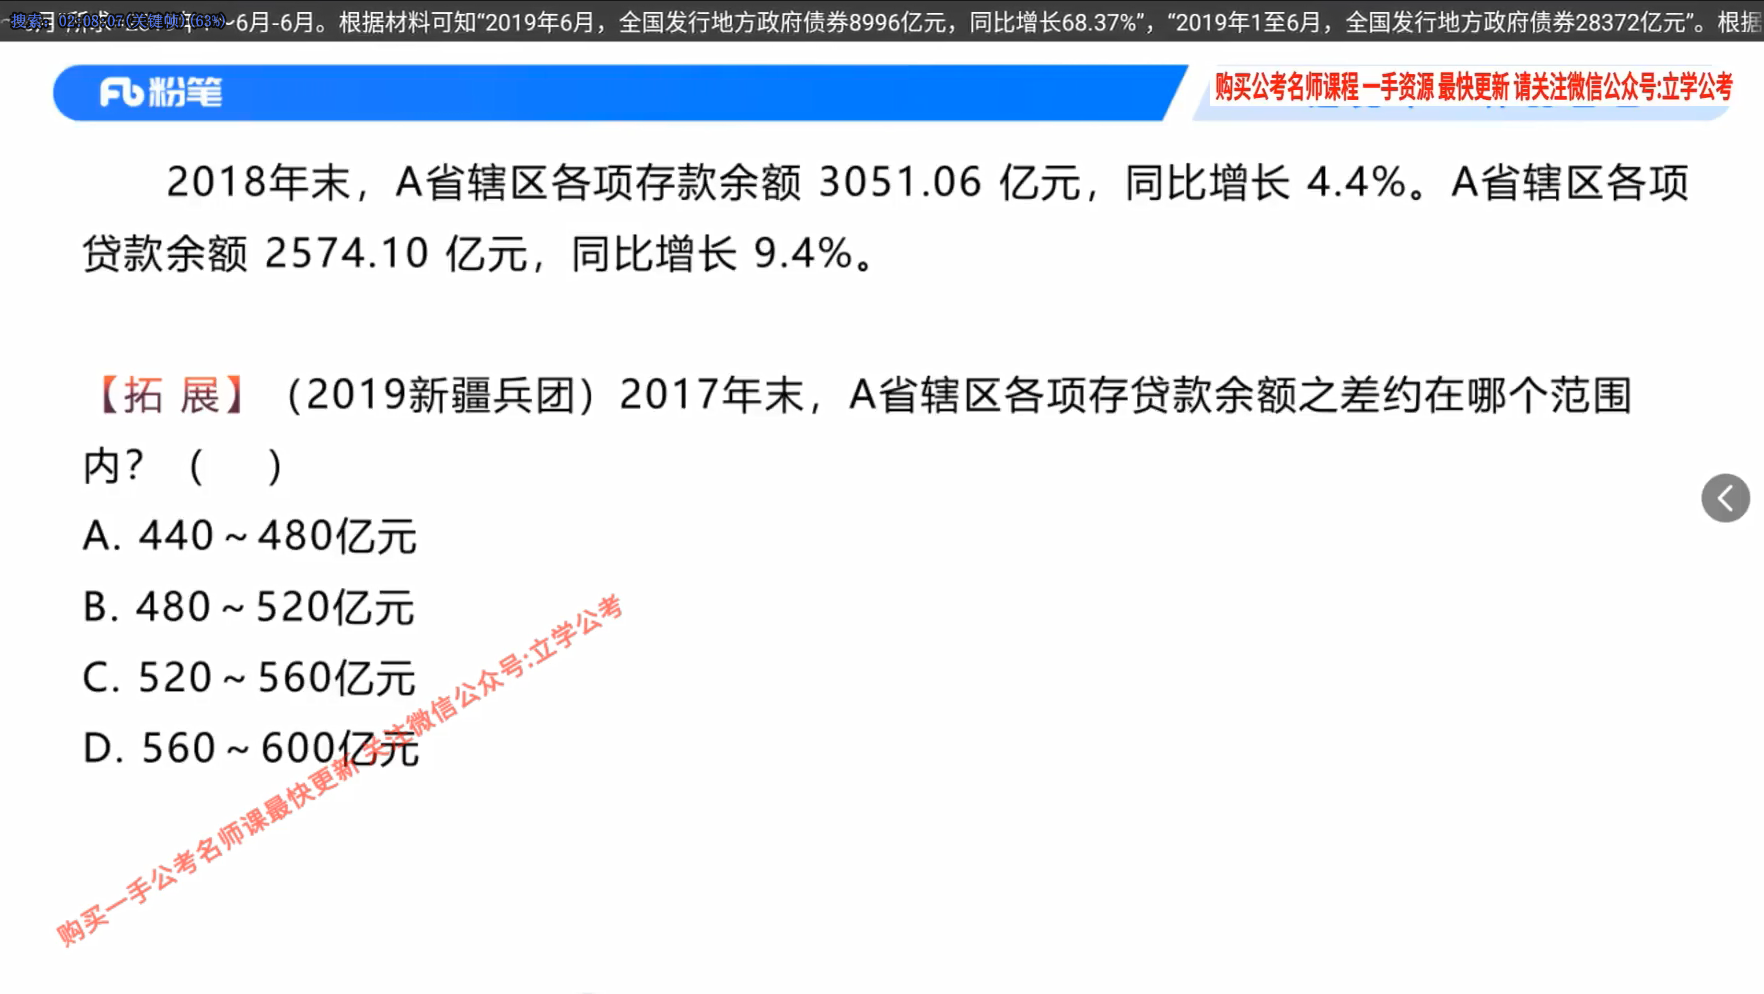 搜索: 02:08:07(关键帧)(63%)
~6月-6月。根据材料可知“2019年6月，全国发行地方政府债券8996亿元，同比增长68.37%”，“2019年1至6月，全国发行地方政府债券28372亿元”。根据
粉笔
购买公考名师课程 一手资源 最快更新 请关注微信公众号:立学公考
2018年末，A省辖区各项存款余额 3051.06 亿元，同比增长 4.4%。A省辖区各项
贷款余额 2574.10 亿元，同比增长 9.4%。
【拓 展】（2019新疆兵团）2017年末，A省辖区各项存贷款余额之差约在哪个范围
内？（ ）
A. 440～480亿元
B. 480～520亿元
C. 520～560亿元
D. 560～600亿元
购买一手公考名师课最快更新 关注微信公众号:立学公考